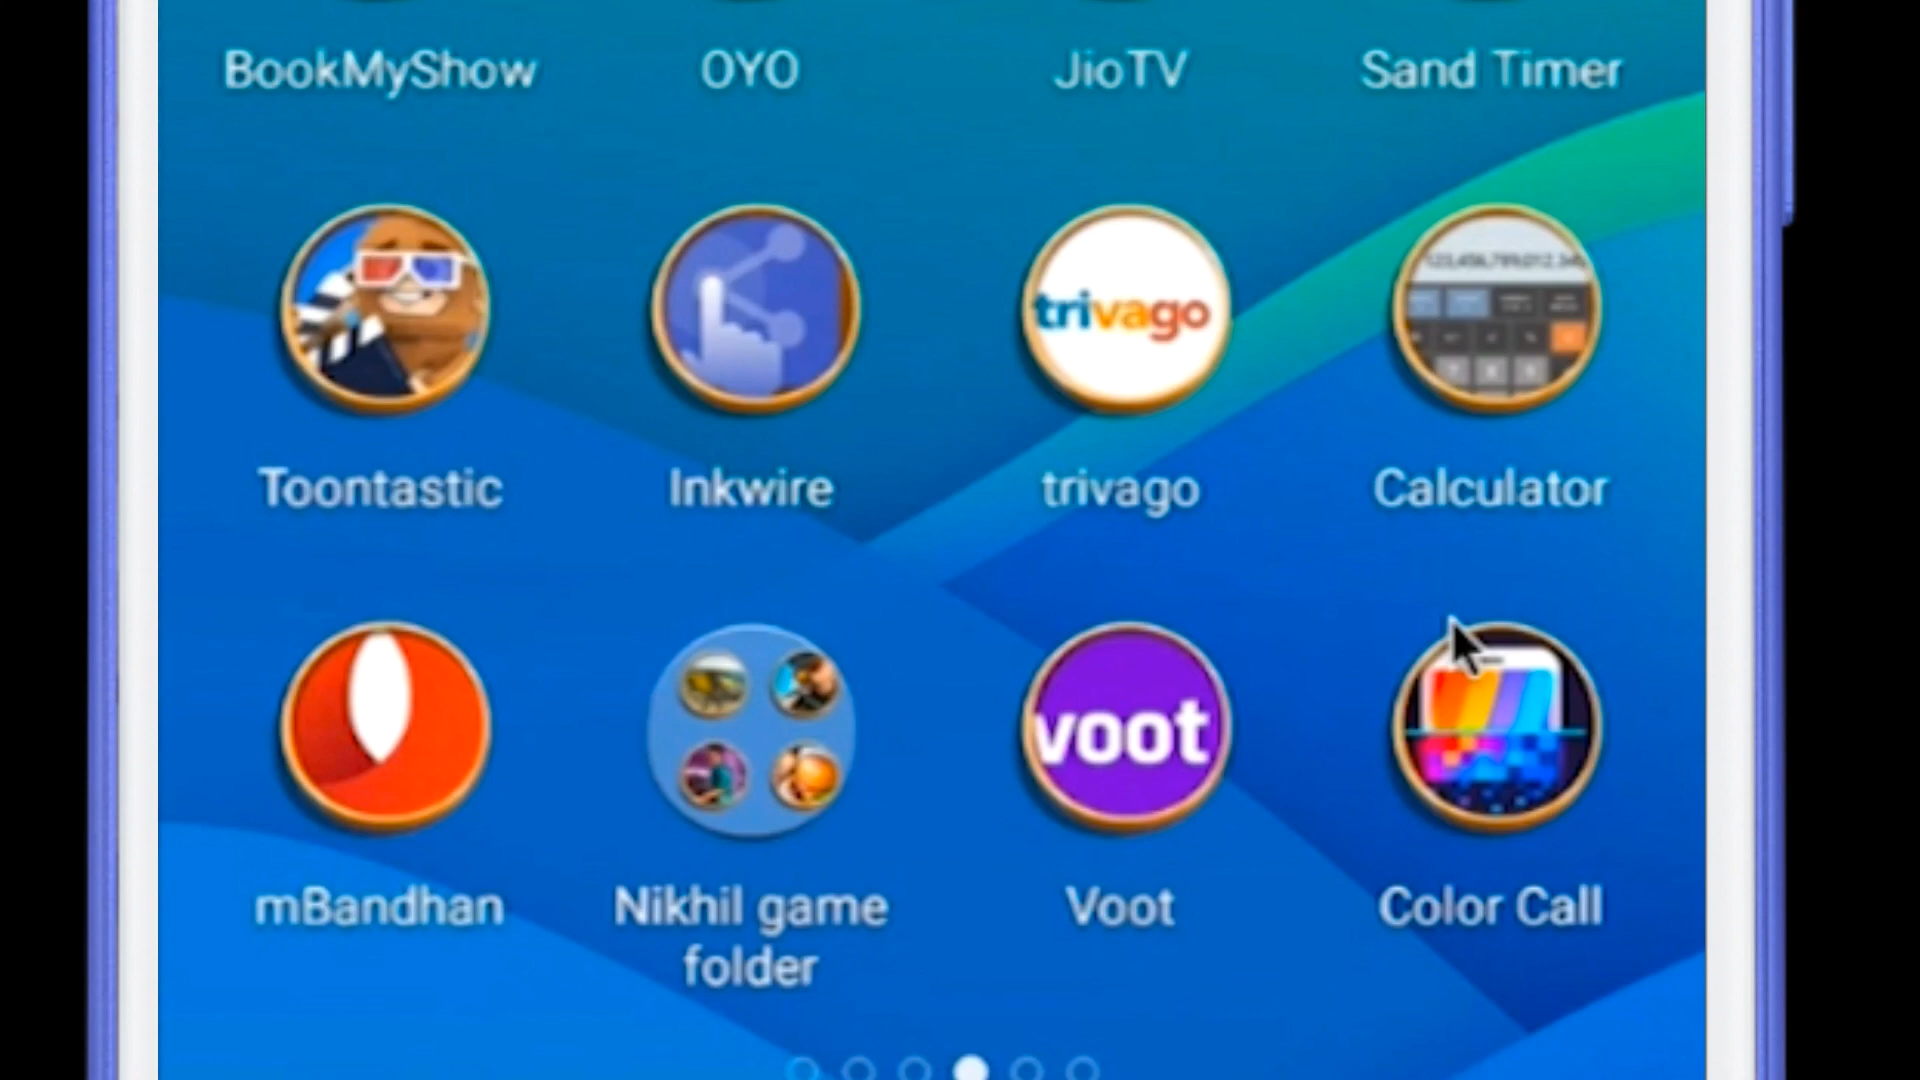 BookMyShow OYO JioTV Sand Timer
trivago
Toontastic Inkwire trivago Calculator
voot
mBandhan Nikhil game Voot Color Call
folder